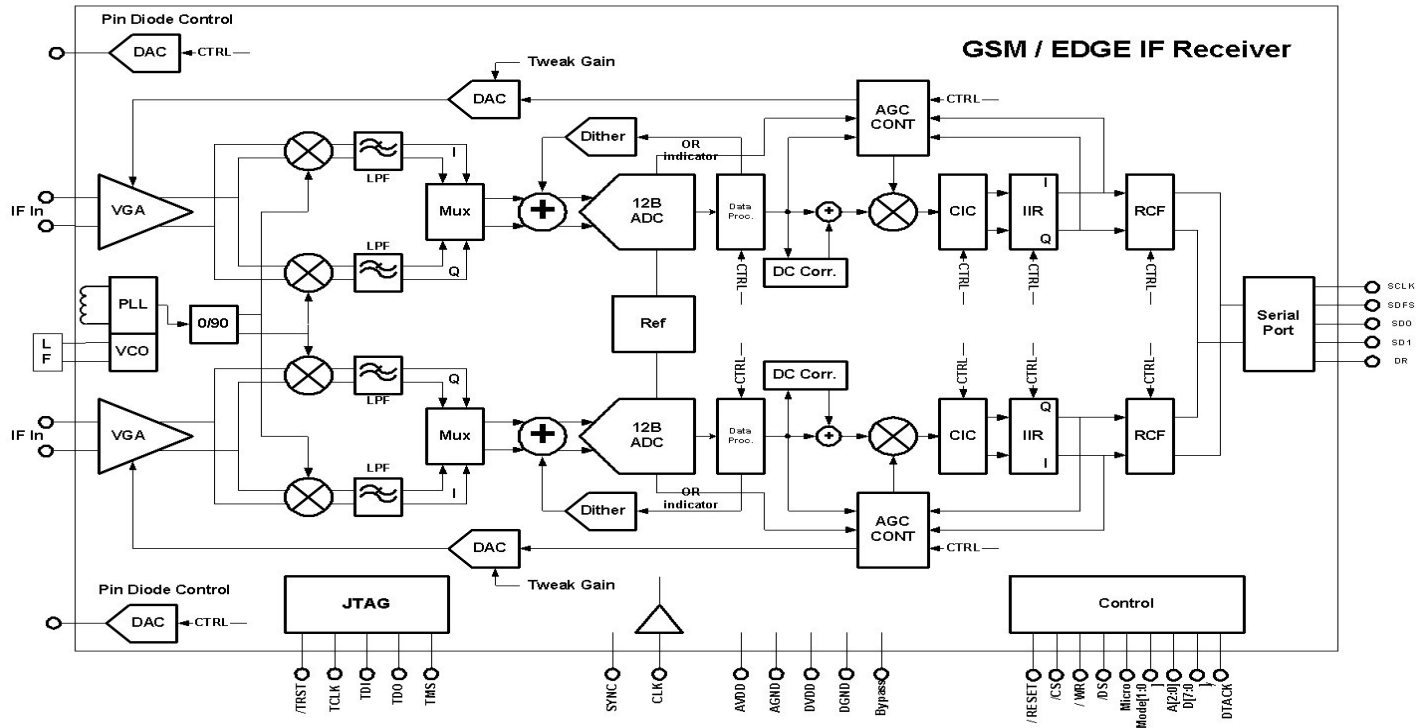 Pin Diode Control
DAC
CTRL
GSM / EDGE IF Receiver
Tweak Gain
DAC
AGC
CONT
CTRL
Dither
OR
indicator
LPF
I
IF In
VGA
Mux
12B
ADC
Data
Proc.
CIC
IIR
I
Q
RCF
LPF
Q
DC Corr.
CTRL
CTRL
CTRL
CTRL
PLL
VCO
L
F
0/90
Ref
Serial
Port
SCLK
SDFS
SD0
SD1
DR
CTRL
CTRL
CTRL
CTRL
DC Corr.
LPF
Q
IF In
VGA
Mux
12B
ADC
Data
Proc.
CIC
IIR
Q
I
RCF
LPF
I
OR
indicator
Dither
AGC
CONT
CTRL
DAC
Tweak Gain
Pin Diode Control
DAC
CTRL
JTAG
Control
/TRST
TCLK
TDI
TDO
TMS
SYNC
CLK
AVDD
AGND
DVDD
DGND
Bypass
/ RESET
/CS
/ WR
/DS
Micro
Mode[1:0
]
A[2:0]
D[7:0
]
DTACK